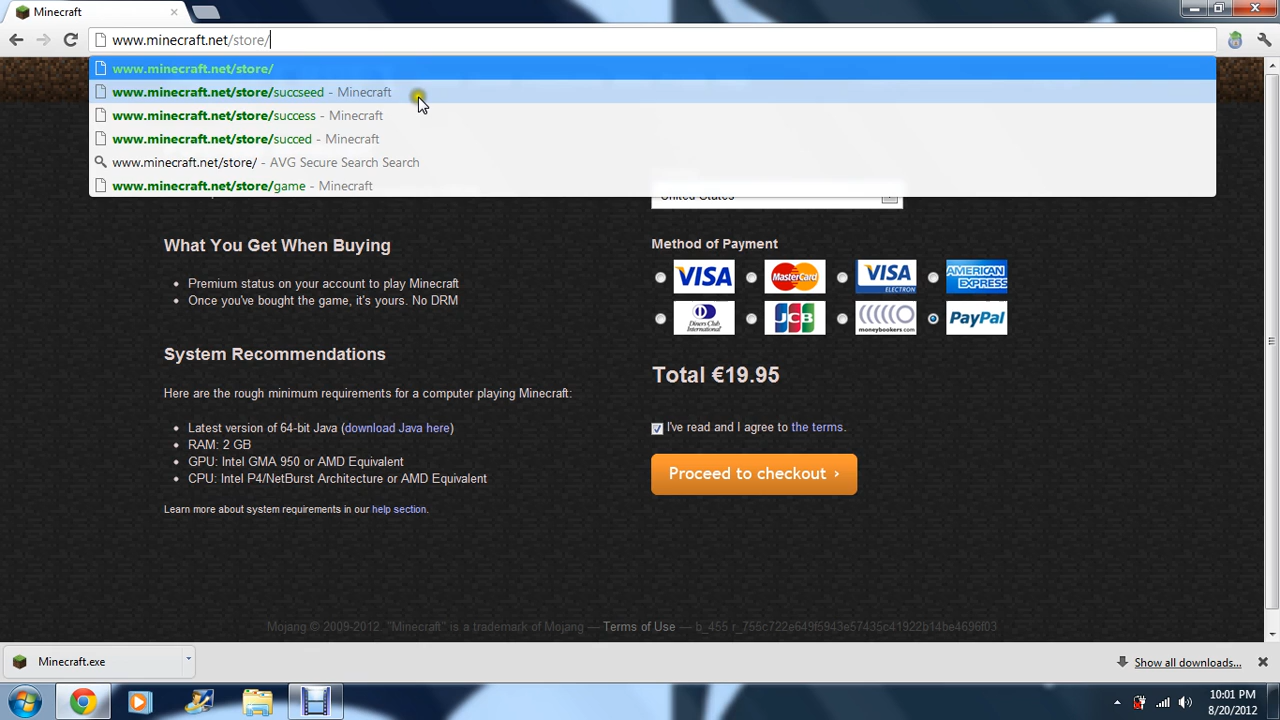 Minecraft
www.minecraft.net/store/
www.minecraft.net/store/
www.minecraft.net/store/succseed - Minecraft
www.minecraft.net/store/success - Minecraft
www.minecraft.net/store/succed - Minecraft
www.minecraft.net/store/ - AVG Secure Search Search
www.minecraft.net/store/game - Minecraft
United States
What You Get When Buying
Premium status on your account to play Minecraft
Once you've bought the game, it's yours. No DRM
System Recommendations
Here are the rough minimum requirements for a computer playing Minecraft:
Latest version of 64-bit Java (download Java here)
RAM: 2 GB
GPU: Intel GMA 950 or AMD Equivalent
CPU: Intel P4/NetBurst Architecture or AMD Equivalent
Learn more about system requirements in our help section.
Method of Payment
VISA MasterCard VISA ELECTRON AMERICAN EXPRESS
Diners Club International JCB moneybookers.com PayPal
Total €19.95
I've read and I agree to the terms.
Proceed to checkout ›
Mojang © 2009-2012. "Minecraft" is a trademark of Mojang — Terms of Use — b_455 r_755c722e649f5943e57435c41922b14be4696f03
Minecraft.exe
Show all downloads...
10:01 PM
8/20/2012